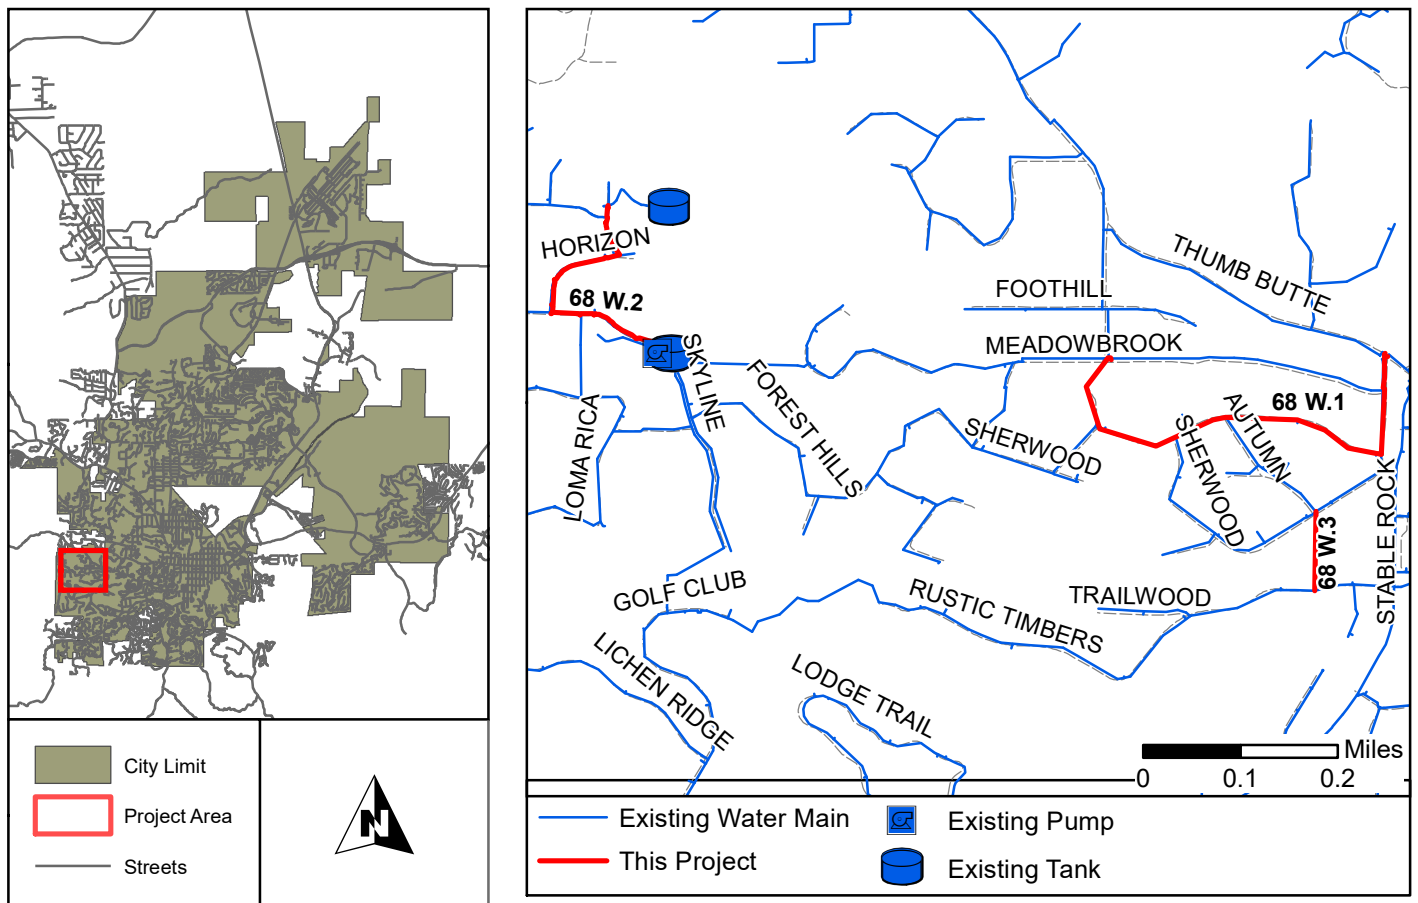 City Limit
Project Area
Streets
N
HORIZON
68 W.2
SKYLINE
LOMA RICA
FOREST HILLS
FOOTHILL
THUMB BUTTE
MEADOWBROOK
68 W.1
AUTUMN
SHERWOOD
SHERWOOD
STABLE ROCK
68 W.3
GOLF CLUB
RUSTIC TIMBERS
TRAILWOOD
LICHEN RIDGE
LODGE TRAIL
Miles
0 0.1 0.2
Existing Water Main
Existing Pump
This Project
Existing Tank